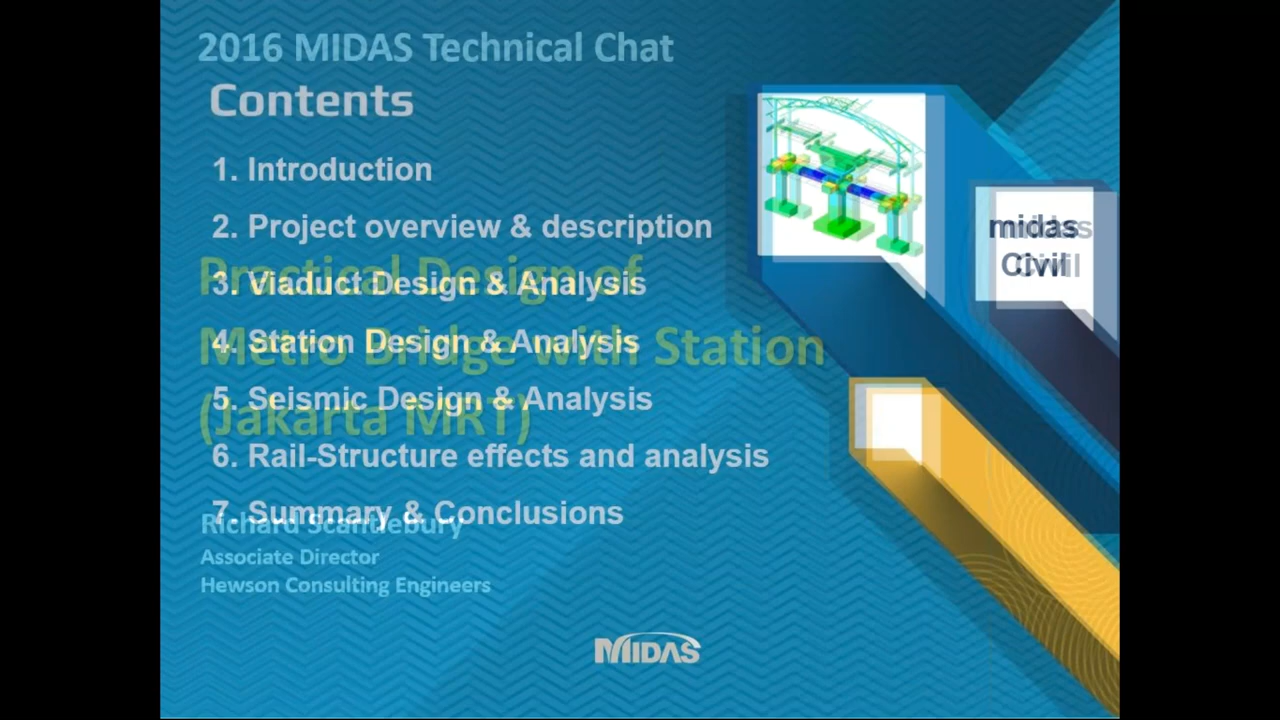 2016 MIDAS Technical Chat
Contents
1. Introduction
2. Project overview & description
Practical Design of
3. Viaduct Design & Analysis
Metro Bridge with Station
4. Station Design & Analysis
(Jakarta MRT)
5. Seismic Design & Analysis
6. Rail-Structure effects and analysis
7. Summary & Conclusions
Richard Scantlebury
Associate Director
Hewson Consulting Engineers
midas
Civil
MIDAS